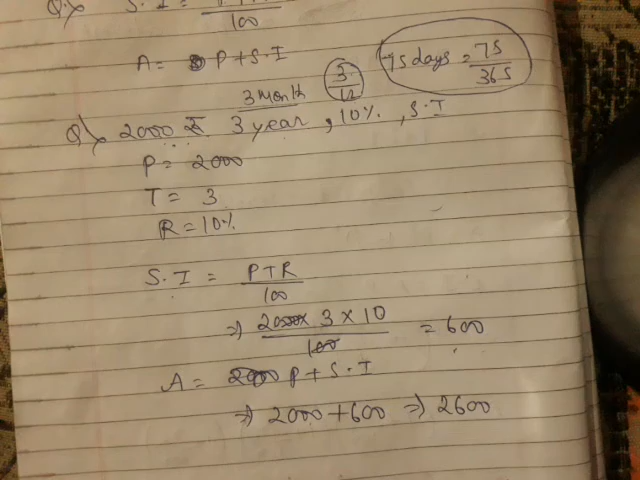 S.I =
100
A = P+S.I
75 days = 75/365
3 Month 3/12
Q) 2000 ₹ 3 year, 10%, S.I
P = 2000
T = 3
R = 10%
S.I = PTR/100
⇒ 2000 x 3 x 10/100 = 600
A = P+S.I
⇒ 2000+600 ⇒ 2600